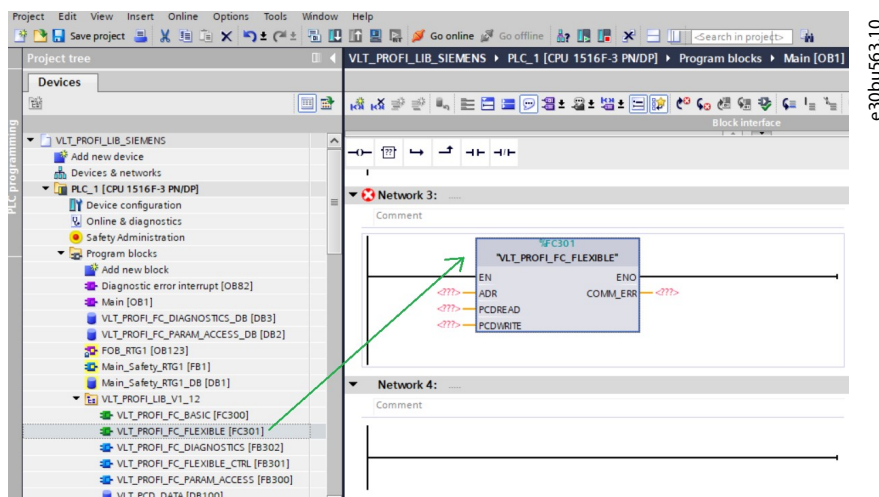 Project Edit View Insert Online Options Tools Window Help
Save project Go online Go offline <Search in project>
Project tree
VLT_PROFI_LIB_SIEMENS PLC_1 [CPU 1516F-3 PN/DP] Program blocks Main [OB1]
Devices
Block interface
PLC programming
VLT_PROFI_LIB_SIEMENS
Add new device
Devices & networks
PLC_1 [CPU 1516F-3 PN/DP]
Device configuration
Online & diagnostics
Safety Administration
Program blocks
Add new block
Diagnostic error interrupt [OB82]
Main [OB1]
VLT_PROFI_FC_DIAGNOSTICS_DB [DB3]
VLT_PROFI_FC_PARAM_ACCESS_DB [DB2]
FOB_RTG1 [OB123]
Main_Safety_RTG1 [FB1]
Main_Safety_RTG1_DB [DB1]
VLT_PROFI_LIB_V1_12
VLT_PROFI_FC_BASIC [FC300]
VLT_PROFI_FC_FLEXIBLE [FC301]
VLT_PROFI_FC_DIAGNOSTICS [FB302]
VLT_PROFI_FC_FLEXIBLE_CTRL [FB301]
VLT_PROFI_FC_PARAM_ACCESS [FB300]
VLT_PCD_DATA [DB100]
??
Network 3:
Comment
%FC301
"VLT_PROFI_FC_FLEXIBLE"
EN ENO
<???> ADR COMM_ERR <???>
<???> PCDREAD
<???> PCDWRITE
Network 4:
Comment
e30bu563.10